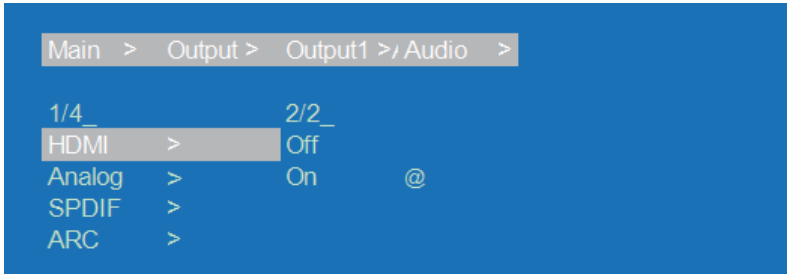 Main > Output > Output1 >/ Audio >
1/4_ 2/2_
HDMI > Off
Analog > On @
SPDIF >
ARC >